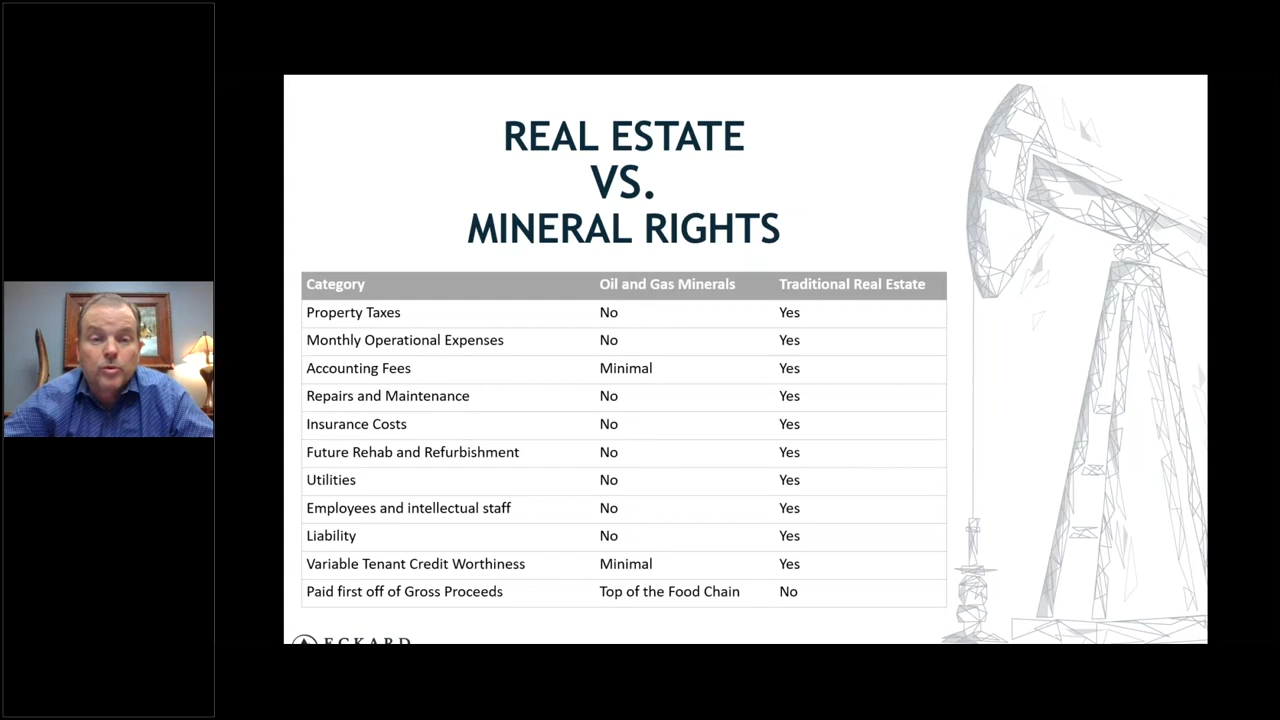 REAL ESTATE
VS.
MINERAL RIGHTS
Category Oil and Gas Minerals Traditional Real Estate
Property Taxes No Yes
Monthly Operational Expenses No Yes
Accounting Fees Minimal Yes
Repairs and Maintenance No Yes
Insurance Costs No Yes
Future Rehab and Refurbishment No Yes
Utilities No Yes
Employees and intellectual staff No Yes
Liability No Yes
Variable Tenant Credit Worthiness Minimal Yes
Paid first off of Gross Proceeds Top of the Food Chain No
ECKARD